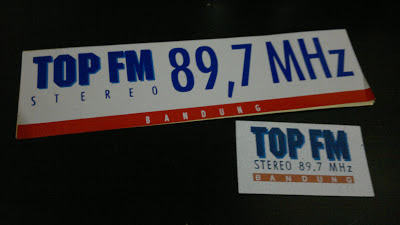 TOP FM 89,7 MHz
STEREO
BANDUNG
TOP FM
STEREO 89.7 MHz
BANDUNG